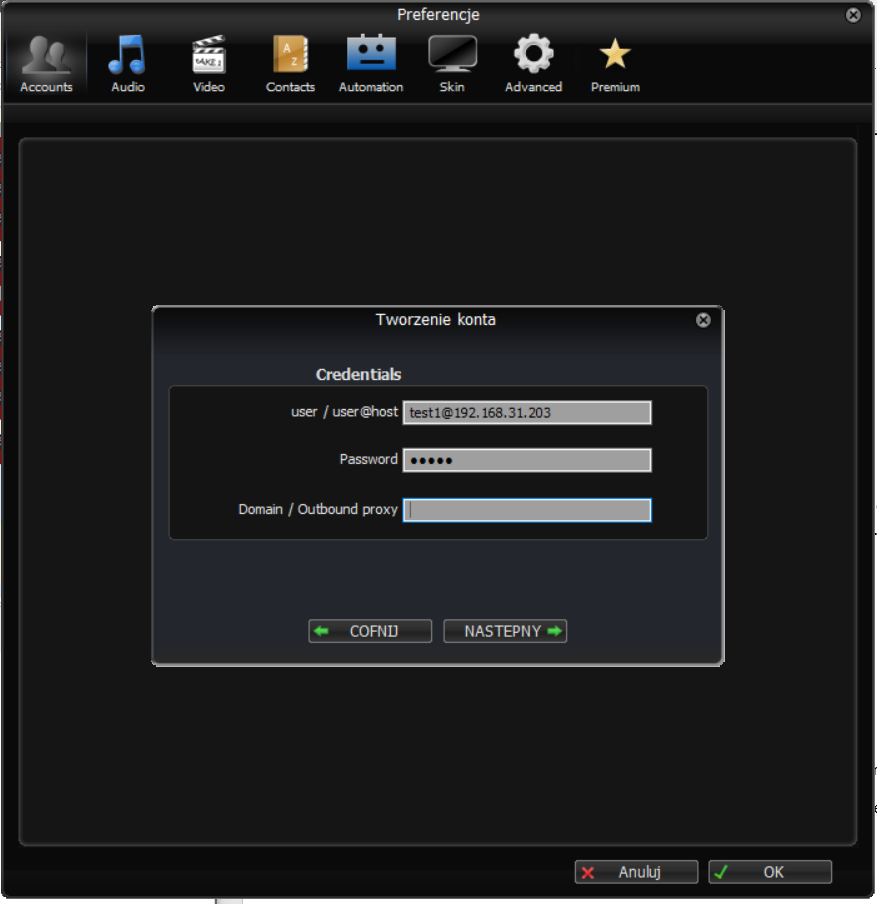 Preferencje
Accounts Audio Video Contacts Automation Skin Advanced Premium
Tworzenie konta
Credentials
user / user@host test1@192.168.31.203
Password •••••
Domain / Outbound proxy
COFNIJ NASTEPNY
Anuluj OK